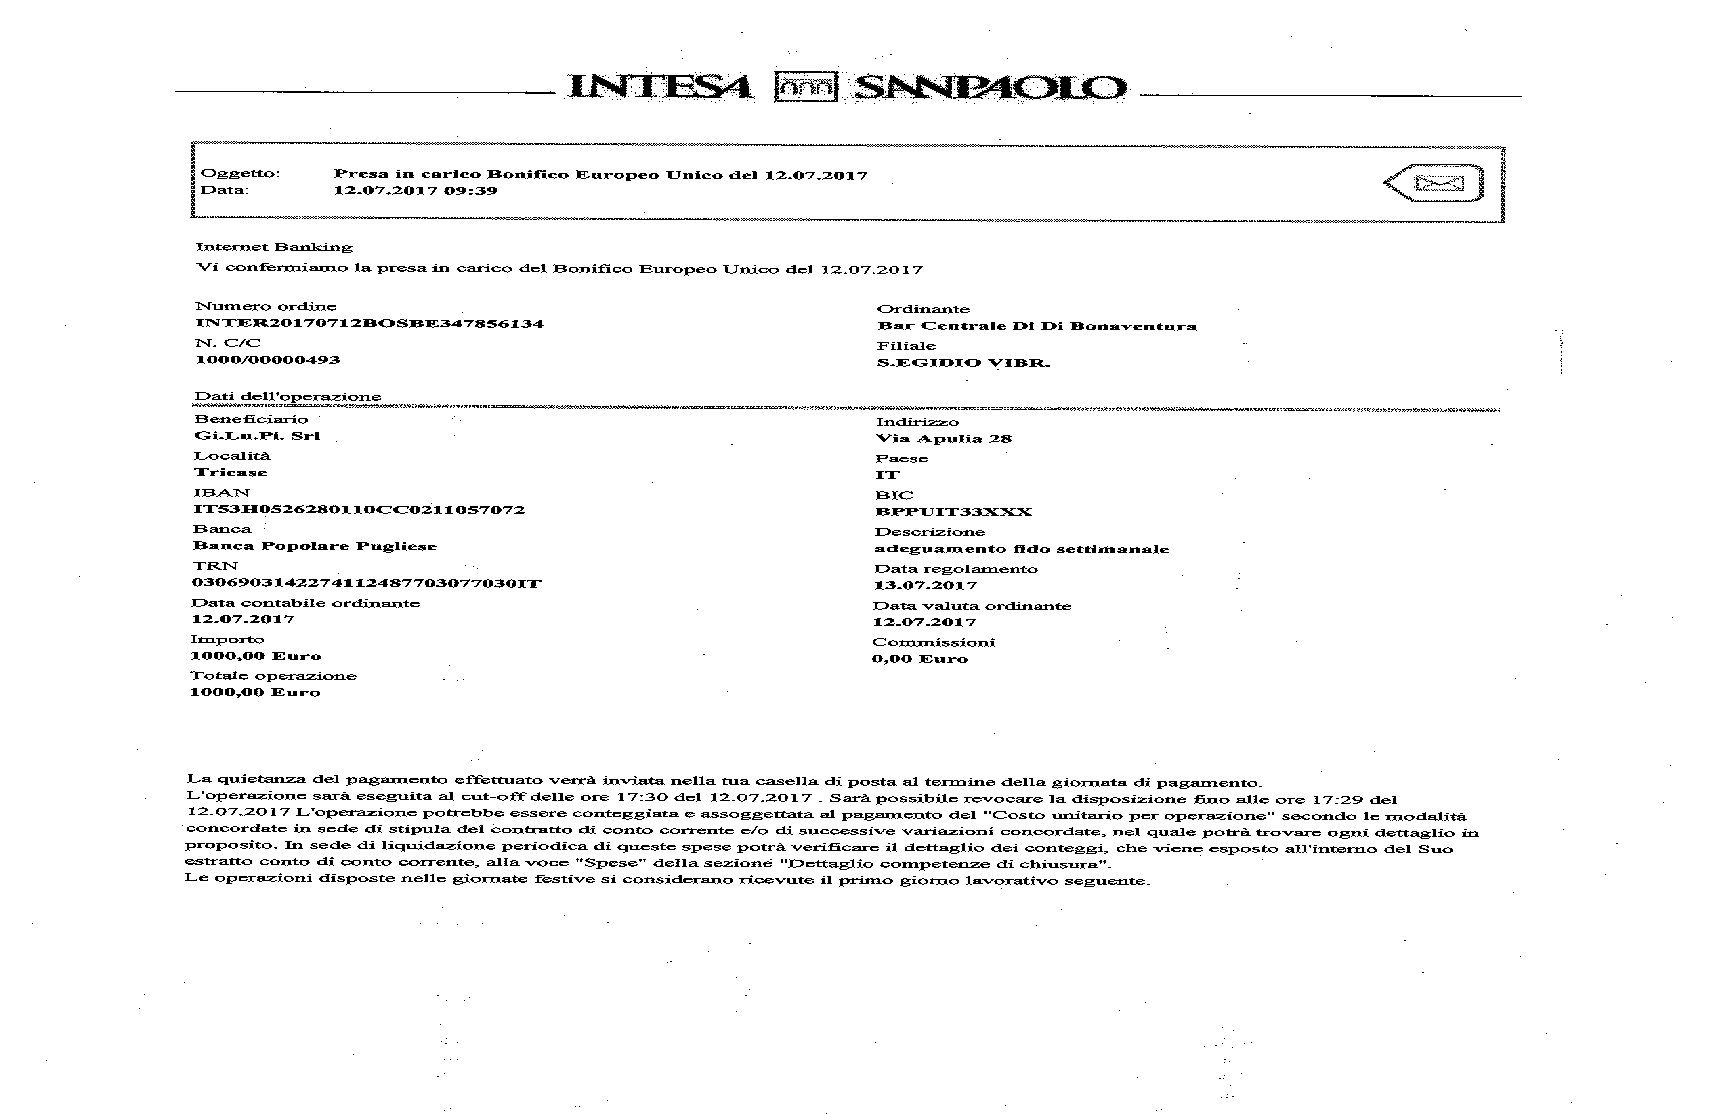 INTESA SANPAOLO
Oggetto: Presa in carico Bonifico Europeo Unico del 12.07.2017
Data: 12.07.2017 09:39
Internet Banking
Vi confermiamo la presa in carico del Bonifico Europeo Unico del 12.07.2017
Numero ordine
INTER20170712BOSBE347856134
Ordinante
Bar Centrale Di Di Bonaventura
N. C/C
1000/00000493
Filiale
S.EGIDIO VIBR.
Dati dell'operazione
Beneficiario
Gi.Lu.Pi. Srl
Indirizzo
Via Apulia 28
Località
Tricase
Paese
IT
IBAN
IT53H0526280110CC0211057072
BIC
BPPUIT33XXX
Banca
Banca Popolare Pugliese
Descrizione
adeguamento fido settimanale
TRN
0306903142274112487703077030IT
Data regolamento
13.07.2017
Data contabile ordinante
12.07.2017
Data valuta ordinante
12.07.2017
Importo
1000,00 Euro
Commissioni
0,00 Euro
Totale operazione
1000,00 Euro
La quietanza del pagamento effettuato verrà inviata nella tua casella di posta al termine della giornata di pagamento.
L'operazione sarà eseguita al cut-off delle ore 17:30 del 12.07.2017 . Sarà possibile revocare la disposizione fino alle ore 17:29 del
12.07.2017 L'operazione potrebbe essere conteggiata e assoggettata al pagamento del "Costo unitario per operazione" secondo le modalità
concordate in sede di stipula del contratto di conto corrente e/o di successive variazioni concordate, nel quale potrà trovare ogni dettaglio in
proposito. In sede di liquidazione periodica di queste spese potrà verificare il dettaglio dei conteggi, che viene esposto all'interno del Suo
estratto conto di conto corrente, alla voce "Spese" della sezione "Dettaglio competenze di chiusura".
Le operazioni disposte nelle giornate festive si considerano ricevute il primo giorno lavorativo seguente.